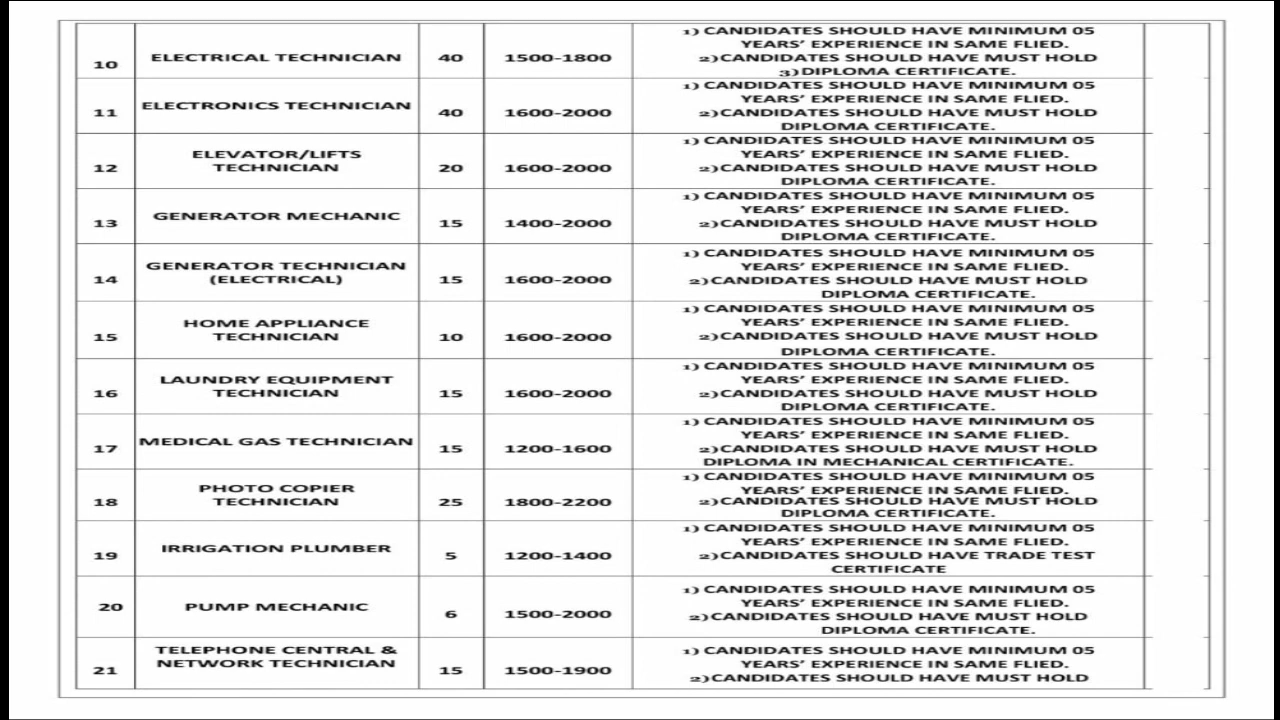 10 ELECTRICAL TECHNICIAN 40 1500-1800 1) CANDIDATES SHOULD HAVE MINIMUM 05
YEARS' EXPERIENCE IN SAME FLIED.
2)CANDIDATES SHOULD HAVE MUST HOLD
3)DIPLOMA CERTIFICATE.
11 ELECTRONICS TECHNICIAN 40 1600-2000 1) CANDIDATES SHOULD HAVE MINIMUM 05
YEARS' EXPERIENCE IN SAME FLIED.
2)CANDIDATES SHOULD HAVE MUST HOLD
DIPLOMA CERTIFICATE.
12 ELEVATOR/LIFTS
TECHNICIAN 20 1600-2000 1) CANDIDATES SHOULD HAVE MINIMUM 05
YEARS' EXPERIENCE IN SAME FLIED.
2)CANDIDATES SHOULD HAVE MUST HOLD
DIPLOMA CERTIFICATE.
13 GENERATOR MECHANIC 15 1400-2000 1) CANDIDATES SHOULD HAVE MINIMUM 05
YEARS' EXPERIENCE IN SAME FLIED.
2)CANDIDATES SHOULD HAVE MUST HOLD
DIPLOMA CERTIFICATE.
14 GENERATOR TECHNICIAN
(ELECTRICAL) 15 1600-2000 1) CANDIDATES SHOULD HAVE MINIMUM 05
YEARS' EXPERIENCE IN SAME FLIED.
2)CANDIDATES SHOULD HAVE MUST HOLD
DIPLOMA CERTIFICATE.
15 HOME APPLIANCE
TECHNICIAN 10 1600-2000 1) CANDIDATES SHOULD HAVE MINIMUM 05
YEARS' EXPERIENCE IN SAME FLIED.
2)CANDIDATES SHOULD HAVE MUST HOLD
DIPLOMA CERTIFICATE.
16 LAUNDRY EQUIPMENT
TECHNICIAN 15 1600-2000 1) CANDIDATES SHOULD HAVE MINIMUM 05
YEARS' EXPERIENCE IN SAME FLIED.
2)CANDIDATES SHOULD HAVE MUST HOLD
DIPLOMA CERTIFICATE.
17 MEDICAL GAS TECHNICIAN 15 1200-1600 1) CANDIDATES SHOULD HAVE MINIMUM 05
YEARS' EXPERIENCE IN SAME FLIED.
2)CANDIDATES SHOULD HAVE MUST HOLD
DIPLOMA IN MECHANICAL CERTIFICATE.
18 PHOTO COPIER
TECHNICIAN 25 1800-2200 1) CANDIDATES SHOULD HAVE MINIMUM 05
YEARS' EXPERIENCE IN SAME FLIED.
2)CANDIDATES SHOULD HAVE MUST HOLD
DIPLOMA CERTIFICATE.
19 IRRIGATION PLUMBER 5 1200-1400 1) CANDIDATES SHOULD HAVE MINIMUM 05
YEARS' EXPERIENCE IN SAME FLIED.
2)CANDIDATES SHOULD HAVE TRADE TEST
CERTIFICATE
20 PUMP MECHANIC 6 1500-2000 1) CANDIDATES SHOULD HAVE MINIMUM 05
YEARS' EXPERIENCE IN SAME FLIED.
2)CANDIDATES SHOULD HAVE MUST HOLD
DIPLOMA CERTIFICATE.
21 TELEPHONE CENTRAL &
NETWORK TECHNICIAN 15 1500-1900 1) CANDIDATES SHOULD HAVE MINIMUM 05
YEARS' EXPERIENCE IN SAME FLIED.
2)CANDIDATES SHOULD HAVE MUST HOLD